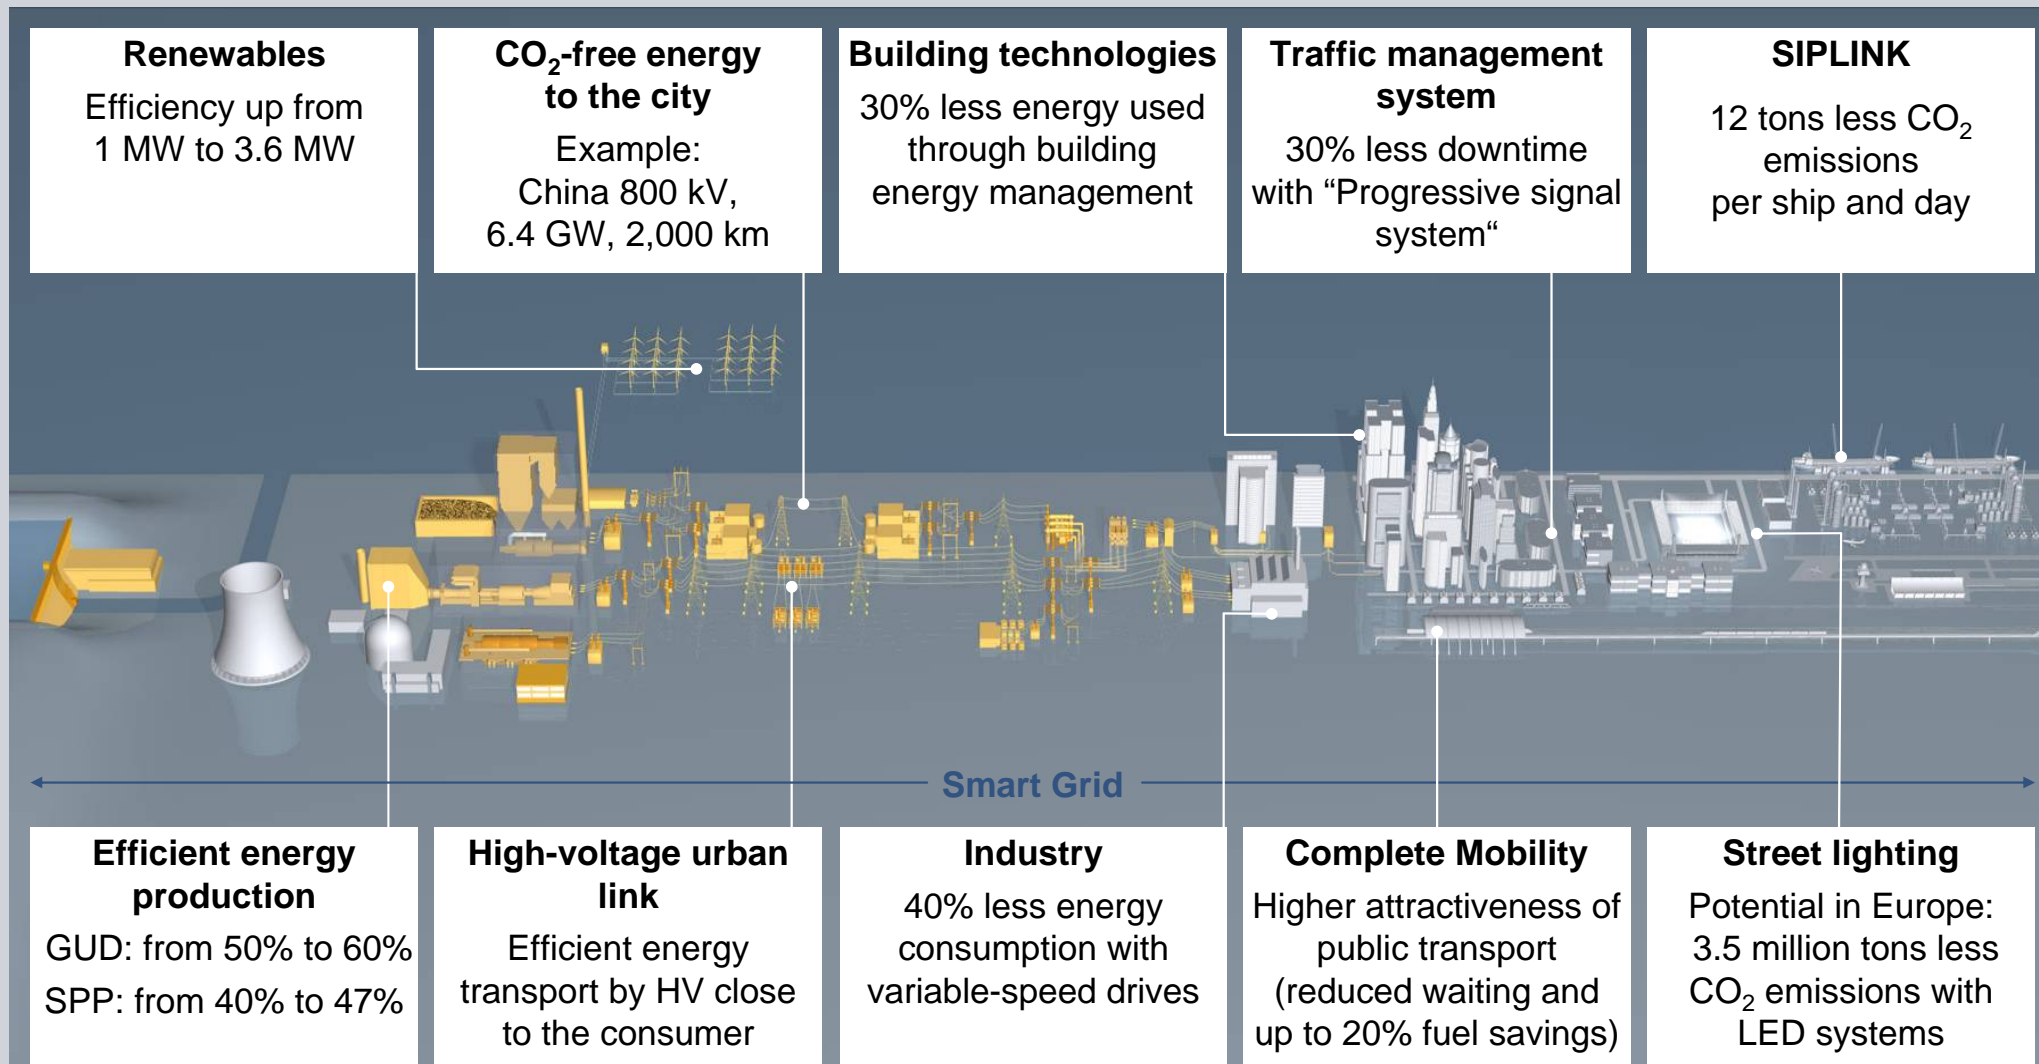 Renewables
Efficiency up from
1 MW to 3.6 MW
CO₂-free energy
to the city
Example:
China 800 kV,
6.4 GW, 2,000 km
Building technologies
30% less energy used
through building
energy management
Traffic management
system
30% less downtime
with “Progressive signal
system“
SIPLINK
12 tons less CO₂
emissions
per ship and day
Smart Grid
Efficient energy
production
GUD: from 50% to 60%
SPP: from 40% to 47%
High-voltage urban
link
Efficient energy
transport by HV close
to the consumer
Industry
40% less energy
consumption with
variable-speed drives
Complete Mobility
Higher attractiveness of
public transport
(reduced waiting and
up to 20% fuel savings)
Street lighting
Potential in Europe:
3.5 million tons less
CO₂ emissions with
LED systems